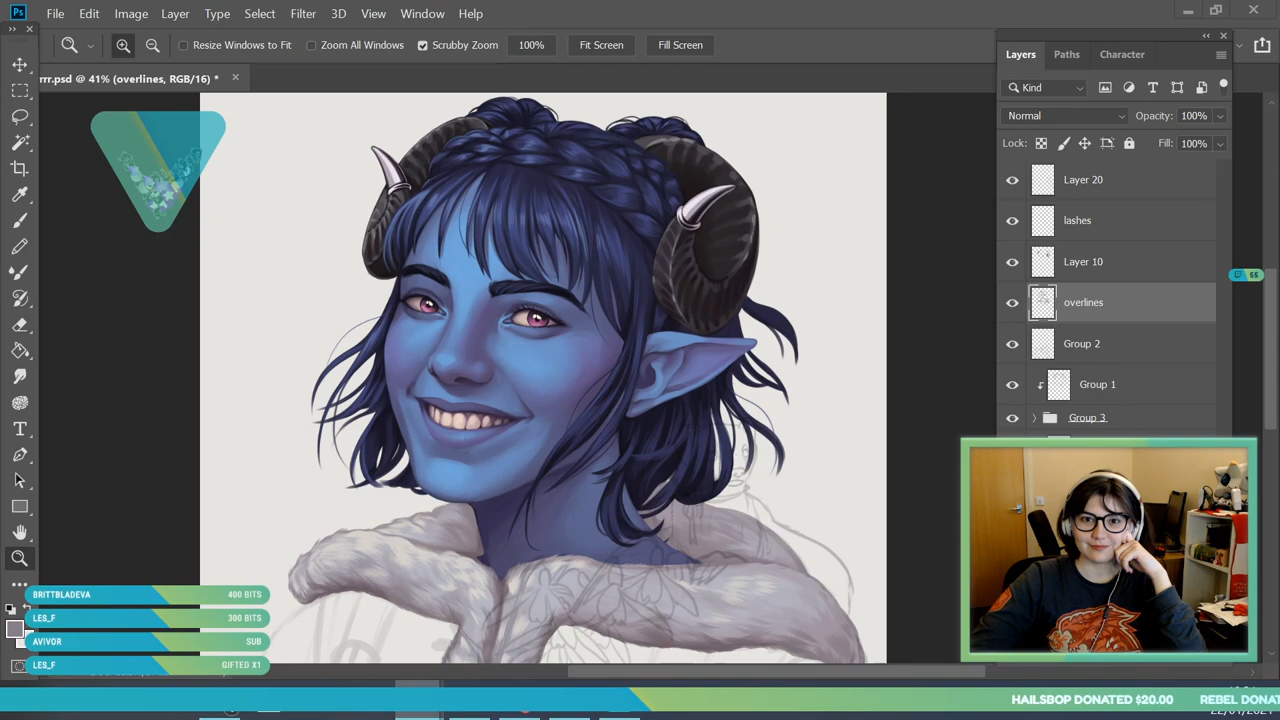 Ps File Edit Image Layer Type Select Filter 3D View Window Help
Resize Windows to Fit Zoom All Windows Scrubby Zoom 100% Fit Screen Fill Screen
rrr.psd @ 41% (overlines, RGB/16) *
Layers Paths Character
Kind
Normal Opacity: 100%
Lock: Fill: 100%
Layer 20
lashes
Layer 10
overlines
Group 2
Group 1
Group 3
55
BRITTBLADEVA 400 BITS
LES_F 300 BITS
AVIVOR SUB
LES_F GIFTED X1
HAILSBOP DONATED $20.00 REBEL DONA